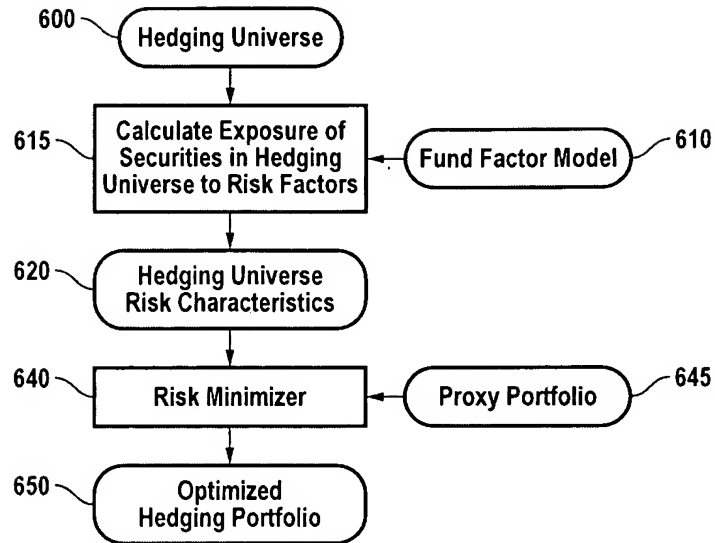 600
Hedging Universe
615
Calculate Exposure of
Securities in Hedging
Universe to Risk Factors
Fund Factor Model
610
620
Hedging Universe
Risk Characteristics
640
Risk Minimizer
Proxy Portfolio
645
650
Optimized
Hedging Portfolio